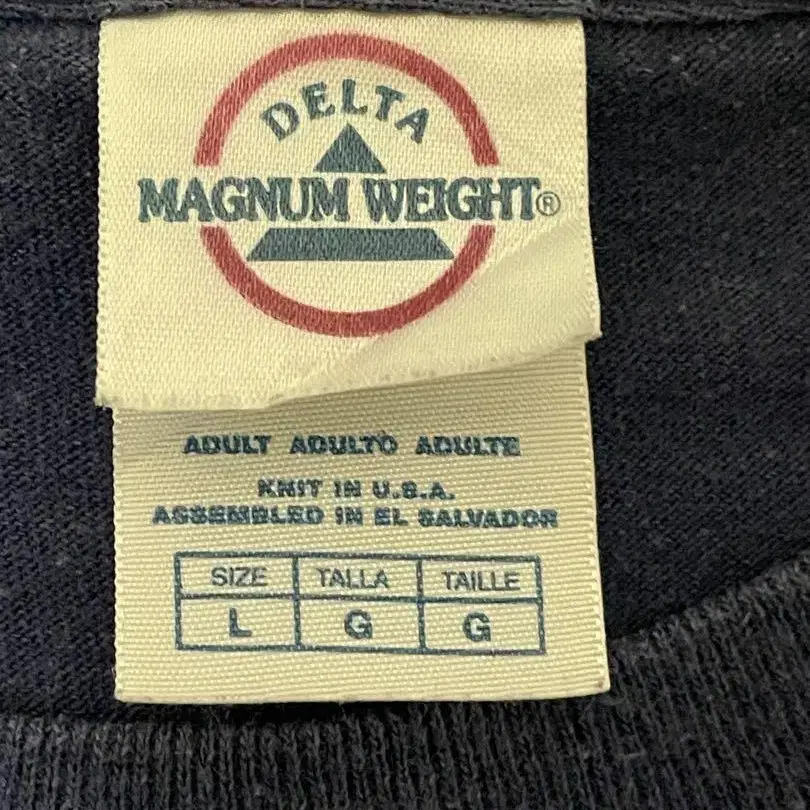 DELTA
MAGNUM WEIGHT®
ADULT ADULTO ADULTE
KNIT IN U.S.A.
ASSEMBLED IN EL SALVADOR
SIZE TALLA TAILLE
L G G